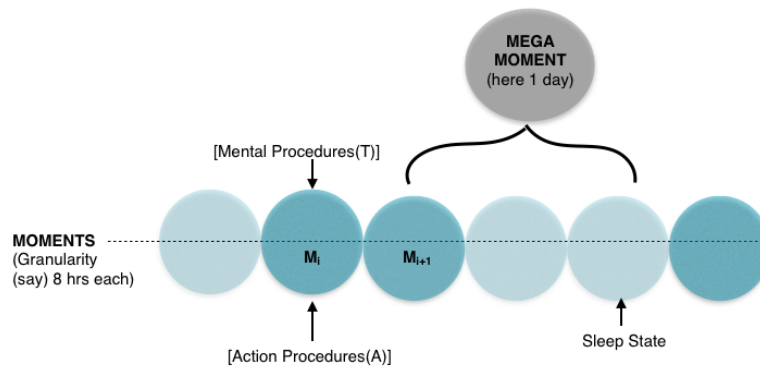 MEGA
MOMENT
(here 1 day)
[Mental Procedures(T)]
MOMENTS
(Granularity
(say) 8 hrs each)
Mi
Mi+1
Sleep State
[Action Procedures(A)]